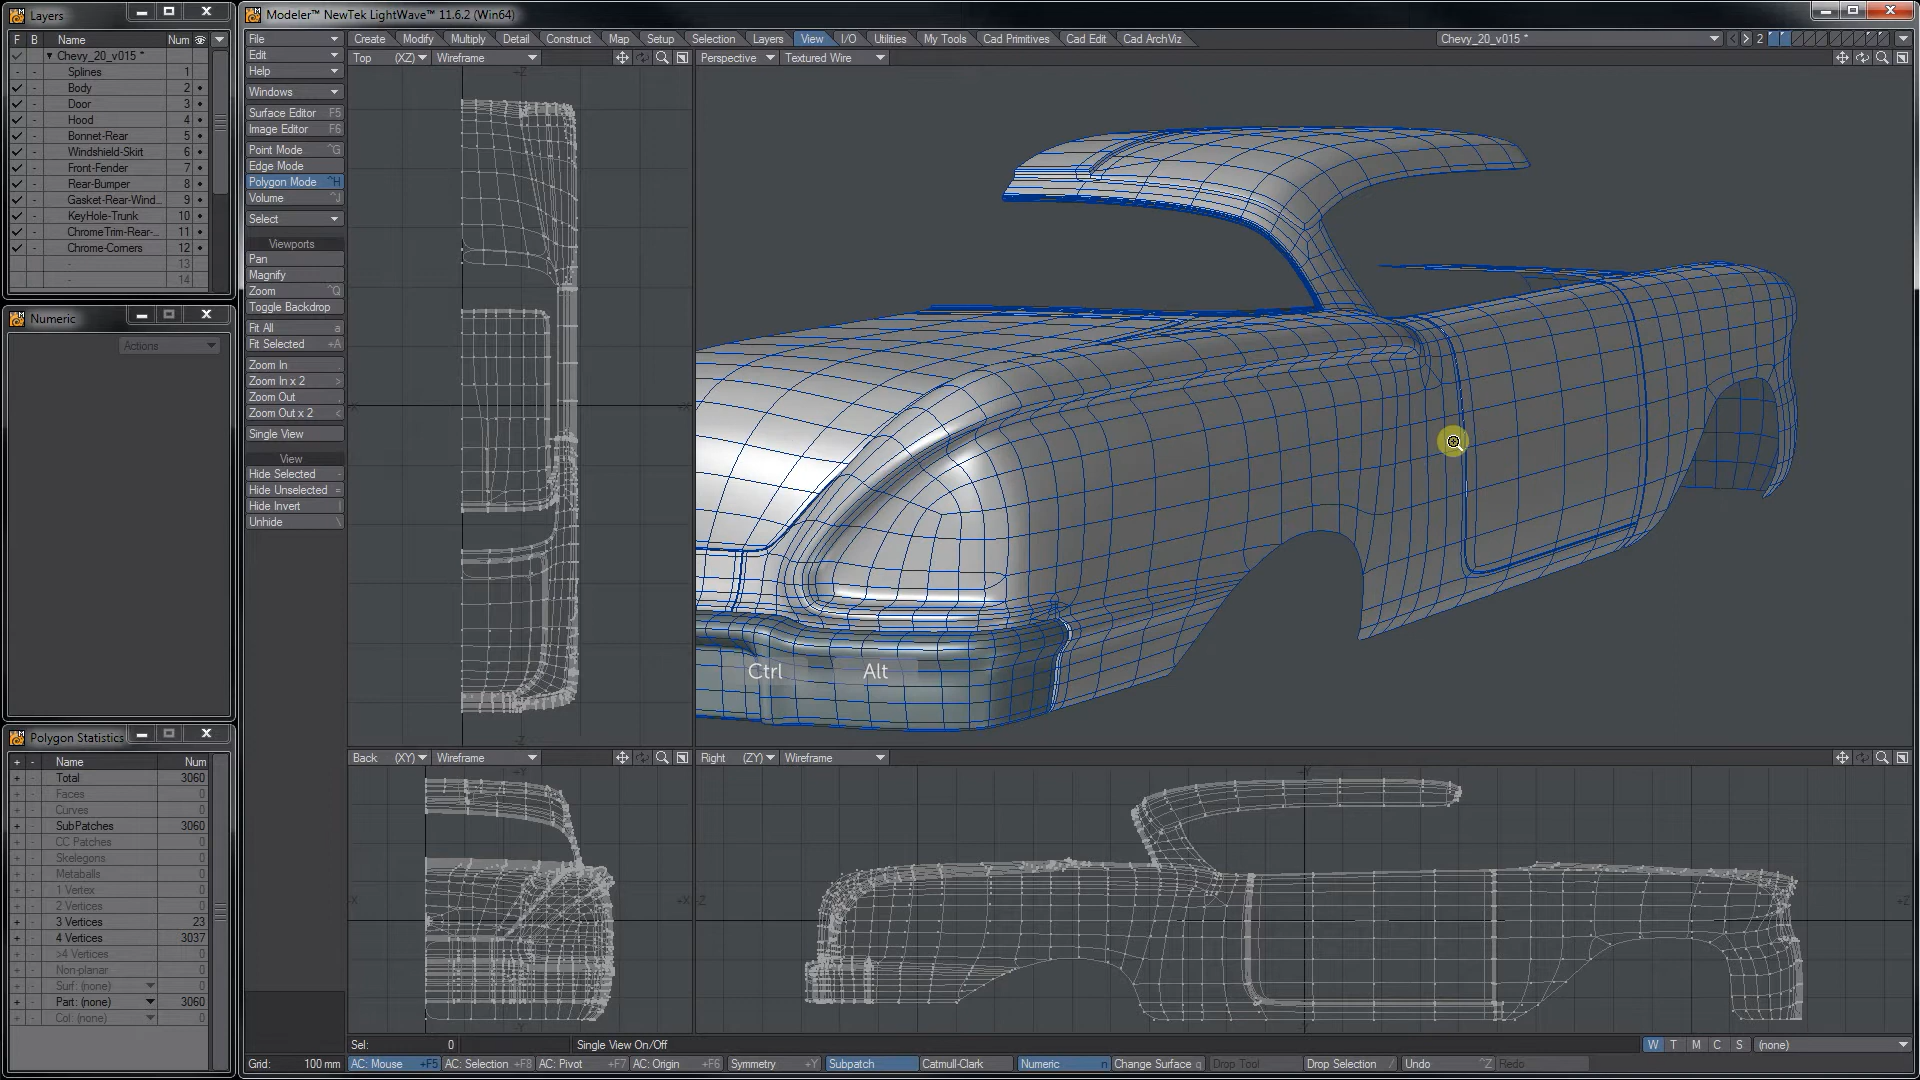 Layers
F B Name Num
Chevy_20_v015 *
- Splines 1
- Body 2
- Door 3
- Hood 4
- Bonnet-Rear 5
- Windshield-Skirt 6
- Front-Fender 7
- Rear-Bumper 8
- Gasket-Rear-Wind... 9
- KeyHole-Trunk 10
- ChromeTrim-Rear-... 11
- Chrome-Corners 12
- 13
- 14
Numeric
Actions
Polygon Statistics
+ - Name Num
+ - Total 3060
+ - Faces 0
+ - Curves 0
+ - SubPatches 3060
+ - CC Patches 0
+ - Skelegons 0
+ - Metaballs 0
+ - 1 Vertex 0
+ - 2 Vertices 0
+ - 3 Vertices 23
+ - 4 Vertices 3037
+ - >4 Vertices 0
+ - Non-planar 0
+ - Surf: (none) 0
+ - Part: (none) 3060
+ - Col: (none) 0
Modeler™ NewTek LightWave™ 11.6.2 (Win64)
File
Edit
Help
Windows
Surface Editor F5
Image Editor F6
Point Mode ^G
Edge Mode
Polygon Mode ^H
Volume ^J
Select
Viewports
Pan
Magnify
Zoom ^Q
Toggle Backdrop
Fit All a
Fit Selected +A
Zoom In .
Zoom In x 2 >
Zoom Out ,
Zoom Out x 2 <
Single View
View
Hide Selected -
Hide Unselected =
Hide Invert |
Unhide \
Create Modify Multiply Detail Construct Map Setup Selection Layers View I/O Utilities My Tools Cad Primitives Cad Edit Cad ArchViz Chevy_20_v015 * 2
Top (XZ) Wireframe
Perspective Textured Wire
Ctrl Alt
Back (XY) Wireframe
Right (ZY) Wireframe
Sel: 0 Single View On/Off W T M C S (none)
Grid: 100 mm AC: Mouse +F5 AC: Selection +F8 AC: Pivot +F7 AC: Origin +F6 Symmetry +Y Subpatch Catmull-Clark Numeric n Change Surface q Drop Tool Drop Selection / Undo ^Z Redo